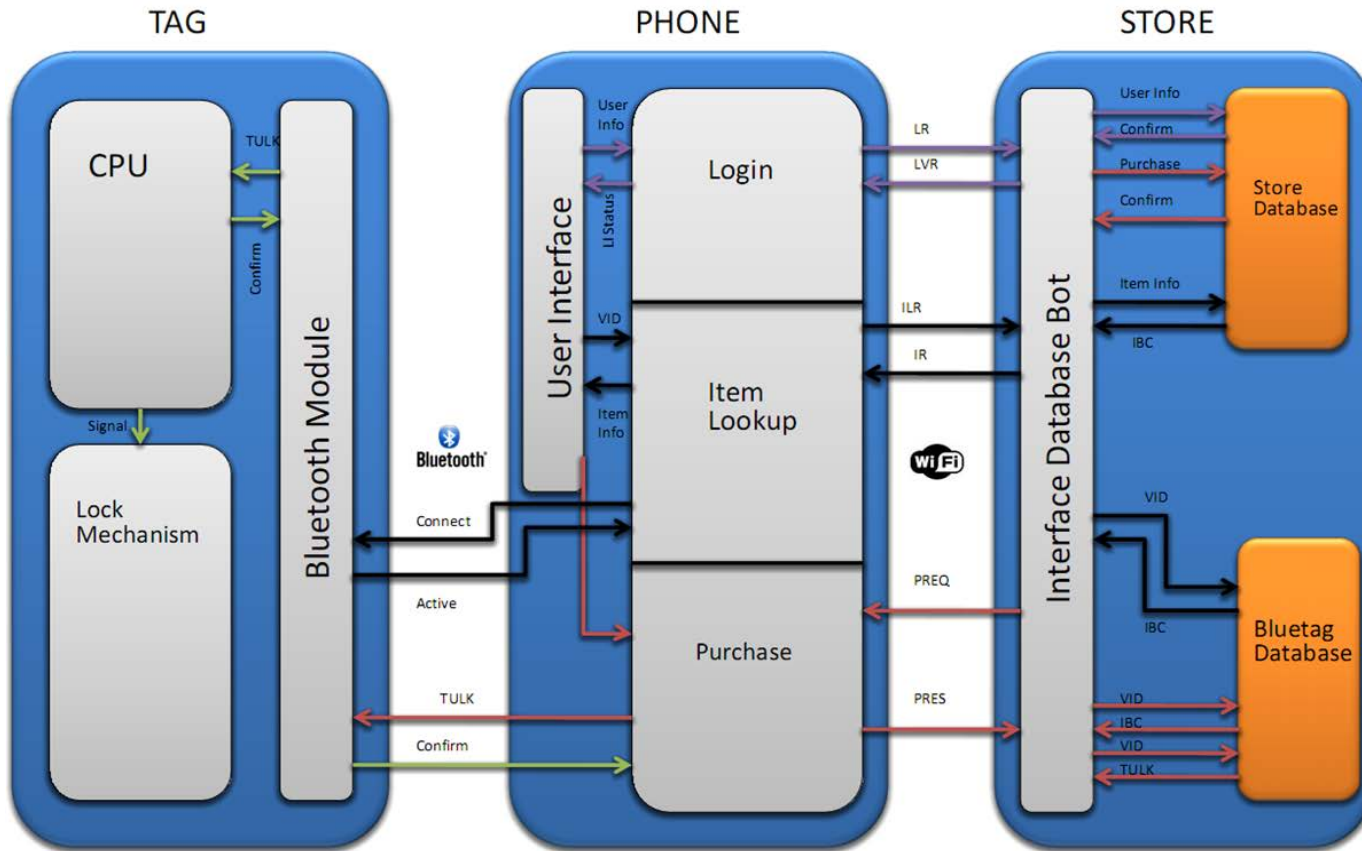 TAG
PHONE
STORE
CPU
TULK
Confirm
Signal
Lock
Mechanism
Bluetooth Module
Bluetooth
Connect
Active
TULK
Confirm
User Interface
User
Info
LI Status
VID
Item
Info
Login
Item
Lookup
Purchase
LR
LVR
ILR
IR
WiFi
PREQ
PRES
Interface Database Bot
User Info
Confirm
Purchase
Confirm
Item Info
IBC
Store
Database
VID
IBC
Bluetag
Database
VID
IBC
VID
TULK